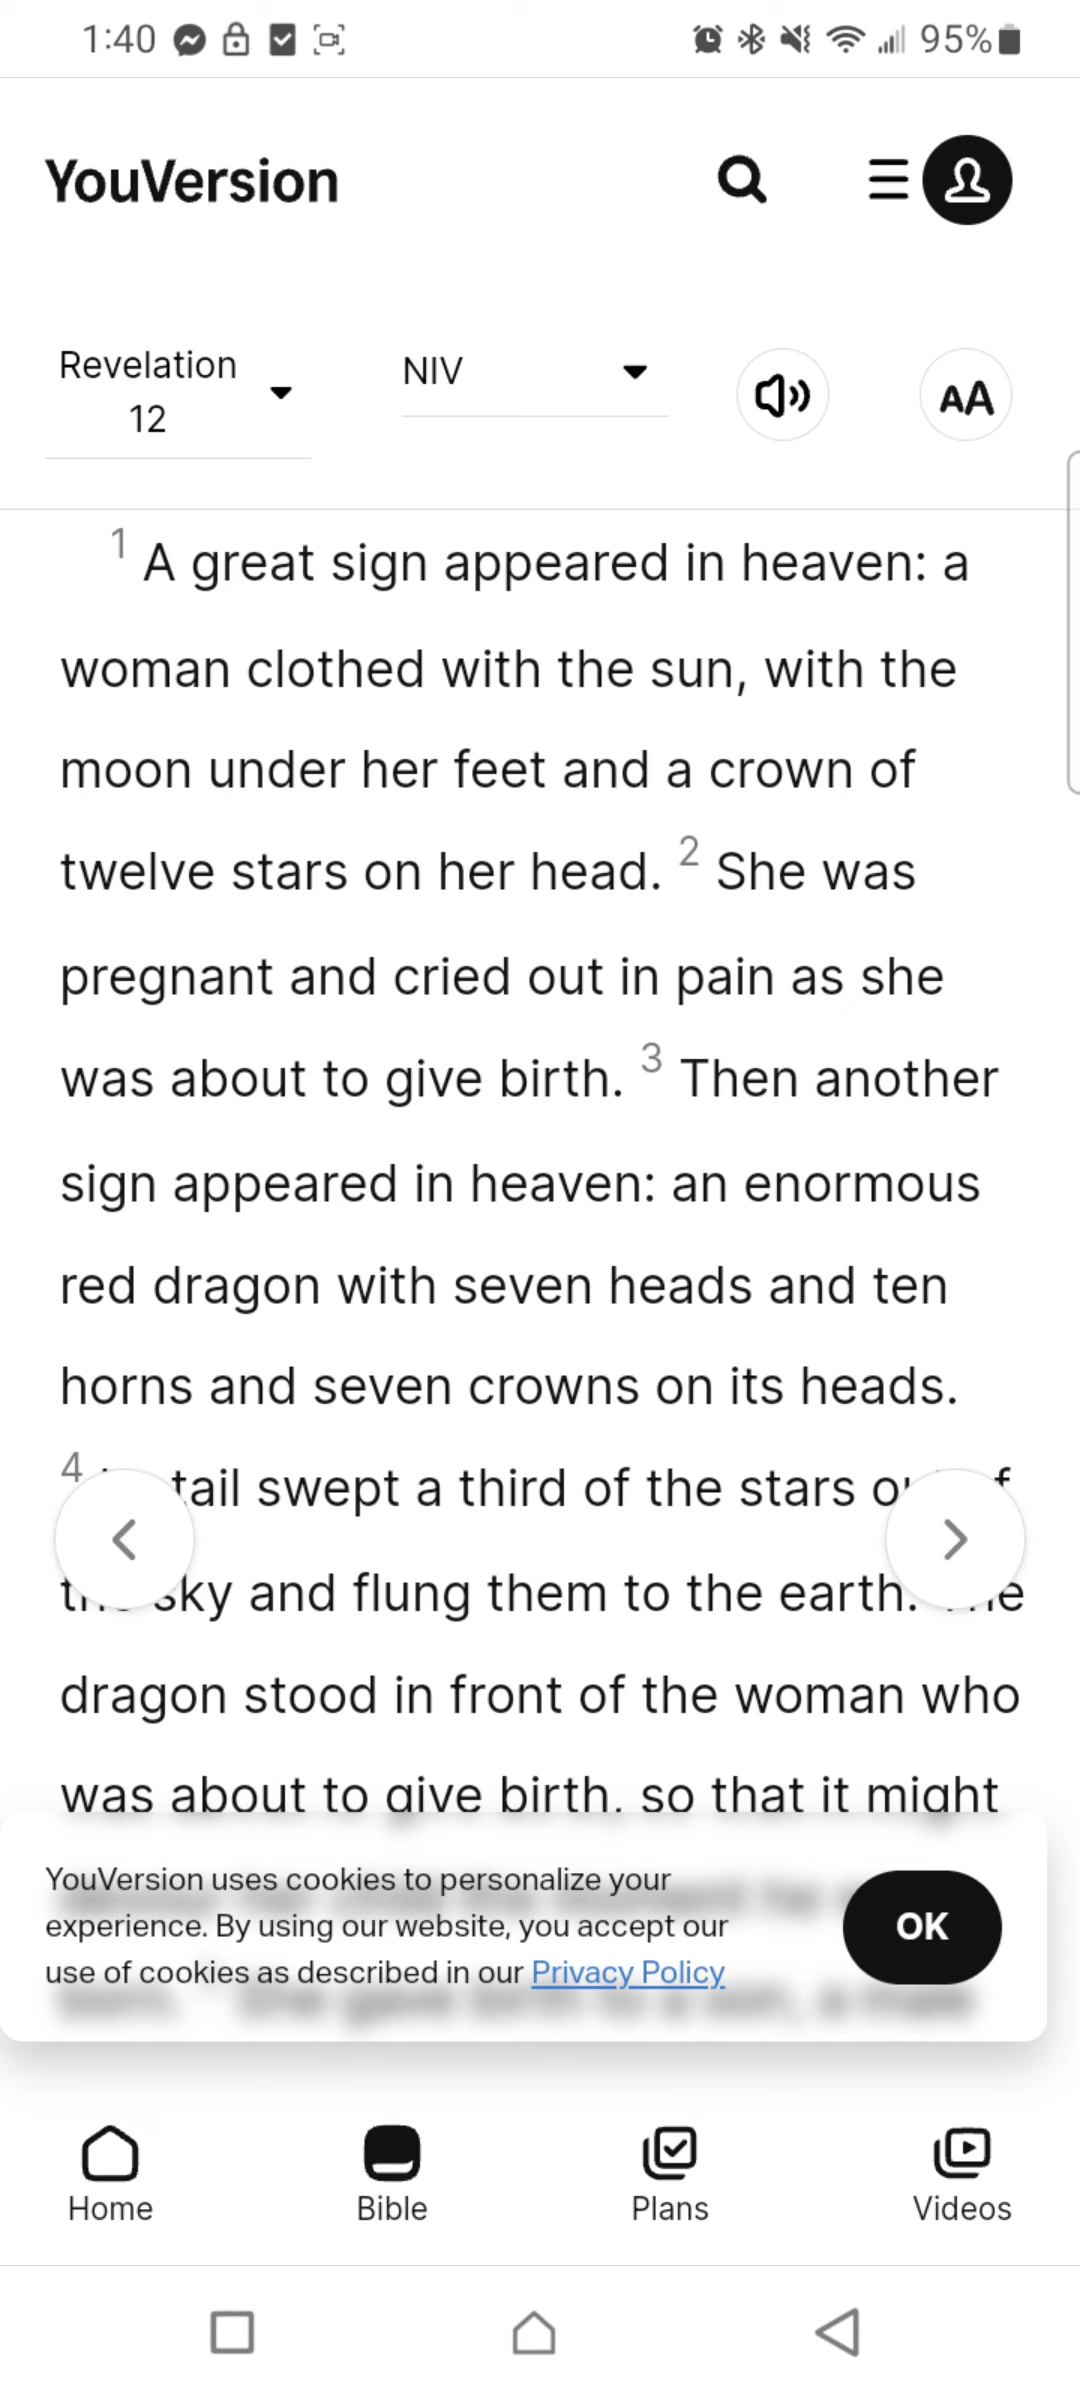 1:40 95%
YouVersion
Revelation
12
NIV
AA
1 A great sign appeared in heaven: a
woman clothed with the sun, with the
moon under her feet and a crown of
twelve stars on her head. 2 She was
pregnant and cried out in pain as she
was about to give birth. 3 Then another
sign appeared in heaven: an enormous
red dragon with seven heads and ten
horns and seven crowns on its heads.
4 tail swept a third of the stars
and flung them to the earth.
dragon stood in front of the woman who
was about to give birth, so that it might
YouVersion uses cookies to personalize your
experience. By using our website, you accept our
use of cookies as described in our Privacy Policy
OK
Home
Bible
Plans
Videos